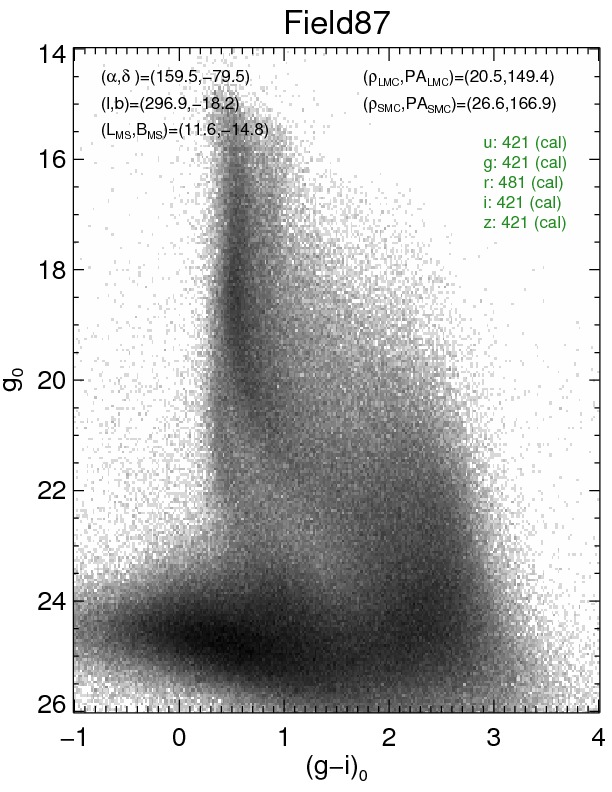 Field87
(α,δ )=(159.5,−79.5)
(ρLMC,PALMC)=(20.5,149.4)
(l,b)=(296.9,−18.2)
(ρSMC,PASMC)=(26.6,166.9)
(LMS,BMS)=(11.6,−14.8)
u: 421 (cal)
g: 421 (cal)
r: 481 (cal)
i: 421 (cal)
z: 421 (cal)
14
16
18
20
22
24
26
g0
−1 0 1 2 3 4
(g−i)0